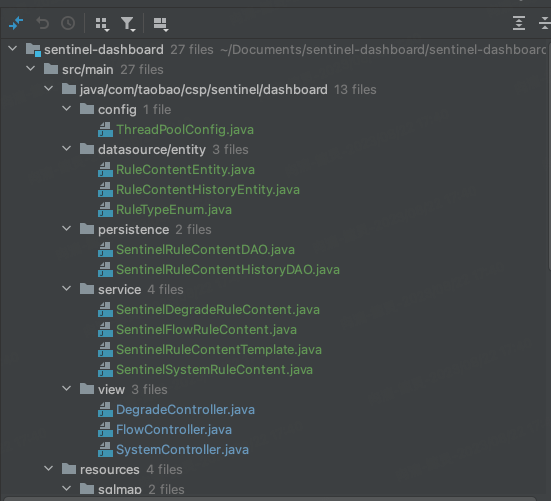 sentinel-dashboard 27 files ~/Documents/sentinel-dashboard/sentinel-dashboard
src/main 27 files
java/com/taobao/csp/sentinel/dashboard 13 files
config 1 file
ThreadPoolConfig.java
datasource/entity 3 files
RuleContentEntity.java
RuleContentHistoryEntity.java
RuleTypeEnum.java
persistence 2 files
SentinelRuleContentDAO.java
SentinelRuleContentHistoryDAO.java
service 4 files
SentinelDegradeRuleContent.java
SentinelFlowRuleContent.java
SentinelRuleContentTemplate.java
SentinelSystemRuleContent.java
view 3 files
DegradeController.java
FlowController.java
SystemController.java
resources 4 files
sqlmap 2 files